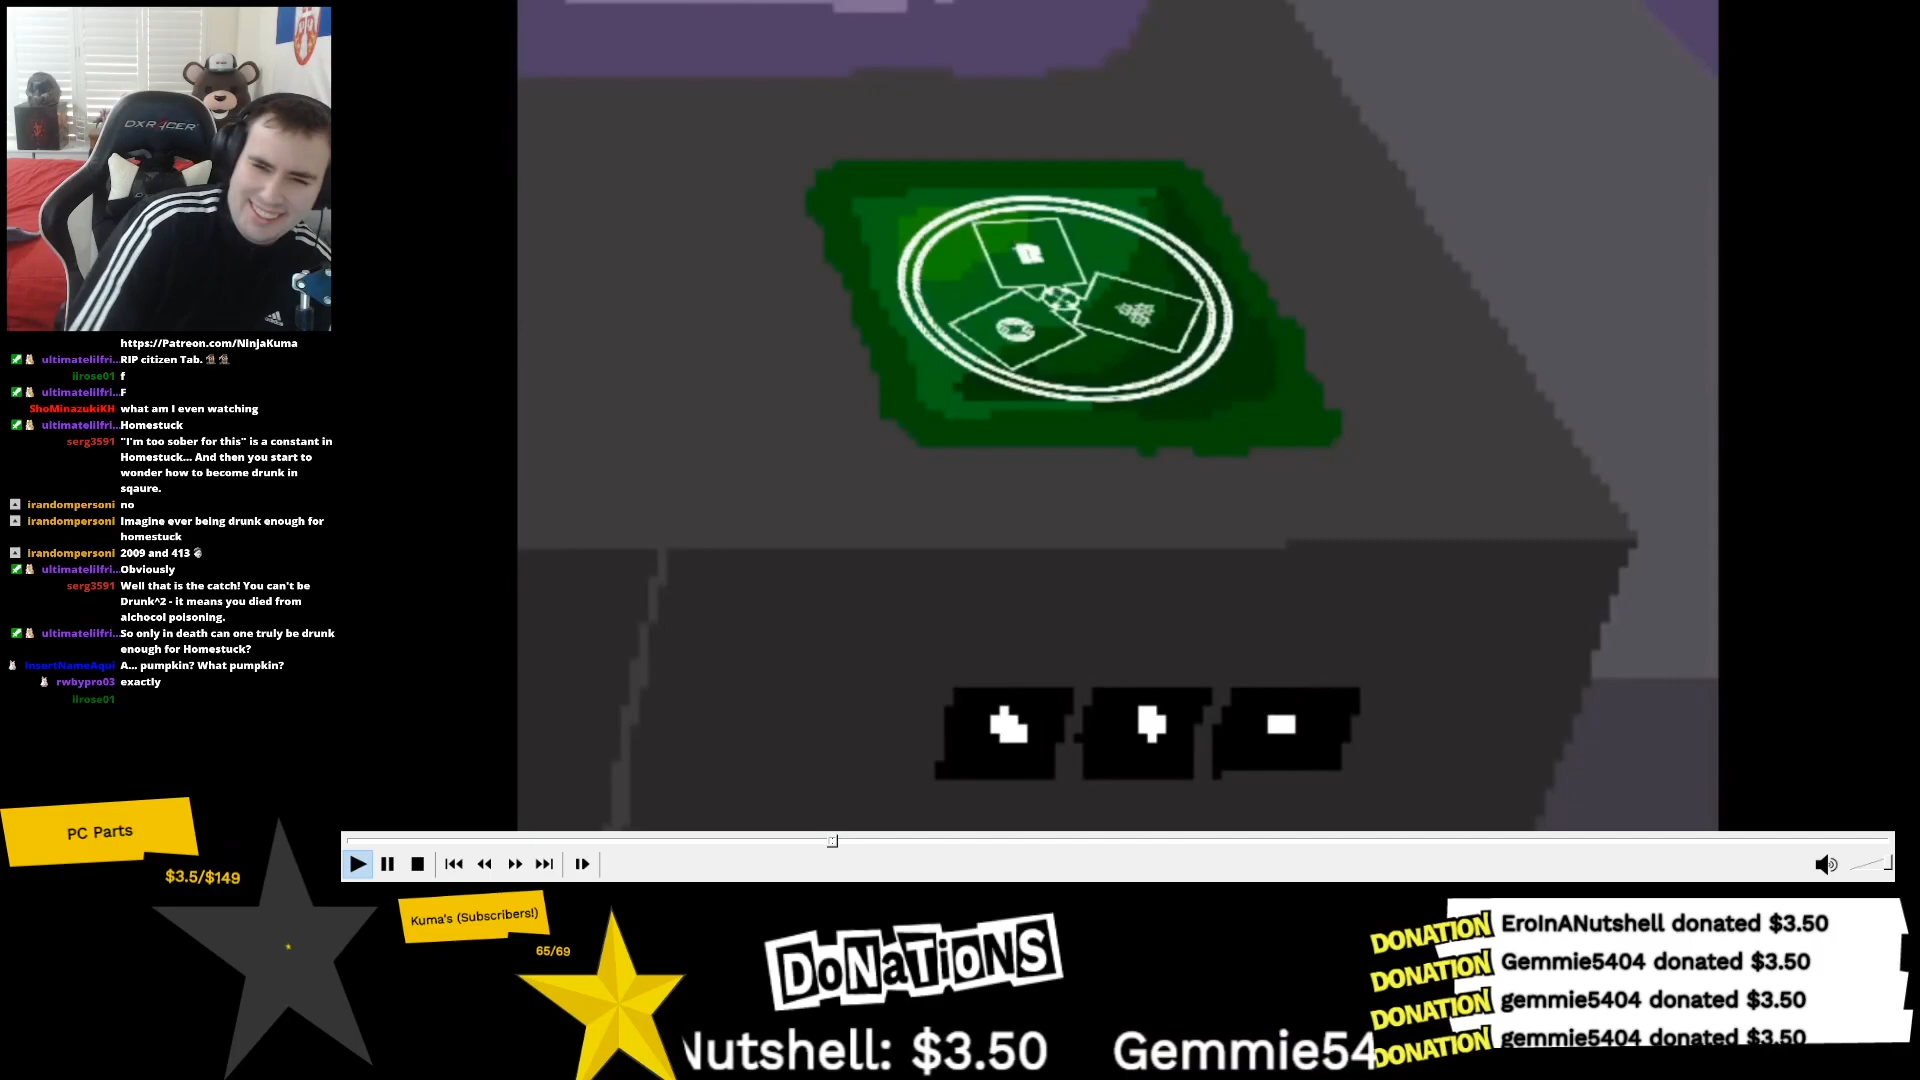 DXRACER
https://Patreon.com/NinjaKuma
ultimatelilfri... RIP citizen Tab.
iirose01 f
ultimatelilfri... F
ShoMinazukiKH what am I even watching
ultimatelilfri... Homestuck
serg3591 "I'm too sober for this" is a constant in
Homestuck... And then you start to
wonder how to become drunk in
sqaure.
irandompersoni no
irandompersoni Imagine ever being drunk enough for
homestuck
irandompersoni 2009 and 413
ultimatelilfri... Obviously
serg3591 Well that is the catch! You can't be
Drunk^2 - it means you died from
alchocol poisoning.
ultimatelilfri... So only in death can one truly be drunk
enough for Homestuck?
InsertNameAqui A... pumpkin? What pumpkin?
rwbypro03 exactly
iirose01
PC Parts
$3.5/$149
Kuma's (Subscribers!)
65/69
DoNaTiONS
Nutshell: $3.50 Gemmie54
DONATION EroInANutshell donated $3.50
DONATION Gemmie5404 donated $3.50
DONATION gemmie5404 donated $3.50
DONATION gemmie5404 donated $3.50
adidas